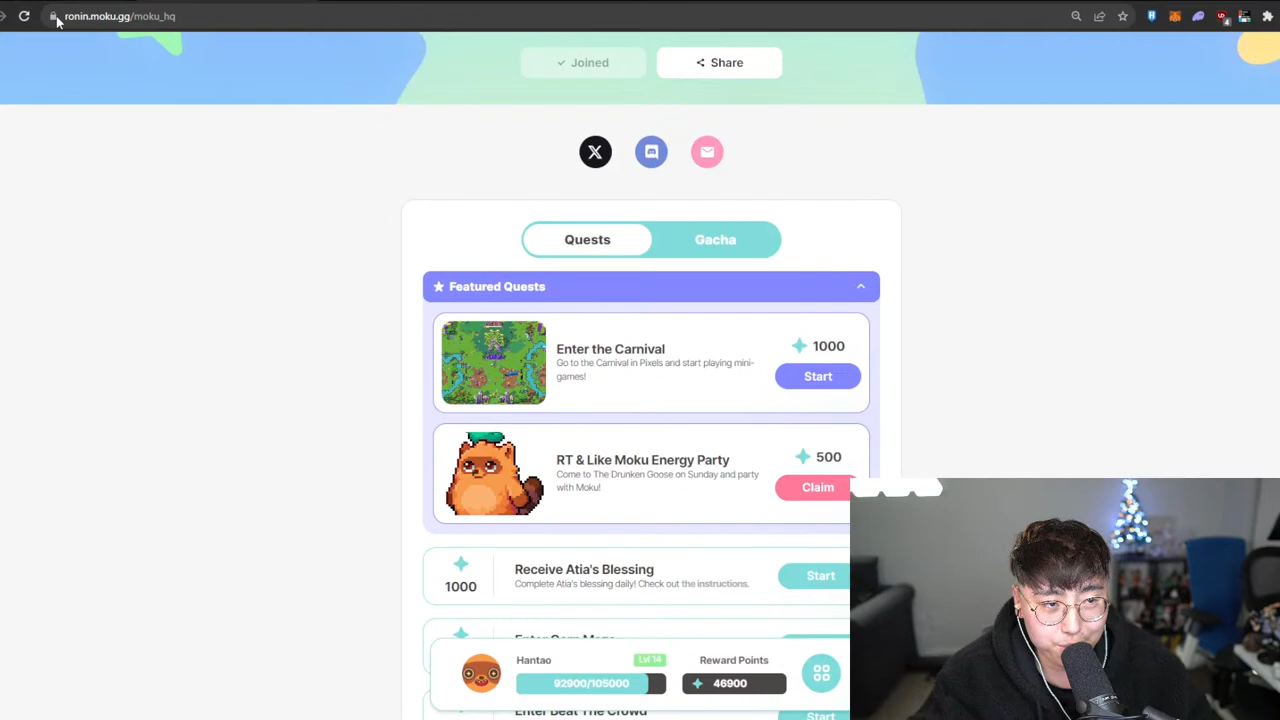 ronin.moku.gg/moku_hq
4
Joined
Share
Quests
Gacha
Featured Quests
Enter the Carnival
Go to the Carnival in Pixels and start playing mini-
games!
1000
Start
RT & Like Moku Energy Party
Come to The Drunken Goose on Sunday and party
with Moku!
500
Claim
1000
Receive Atia's Blessing
Complete Atia's blessing daily! Check out the instructions.
Start
Hantao
Lvl 14
92900/105000
Reward Points
46900
Enter Beat The Crowd
Start